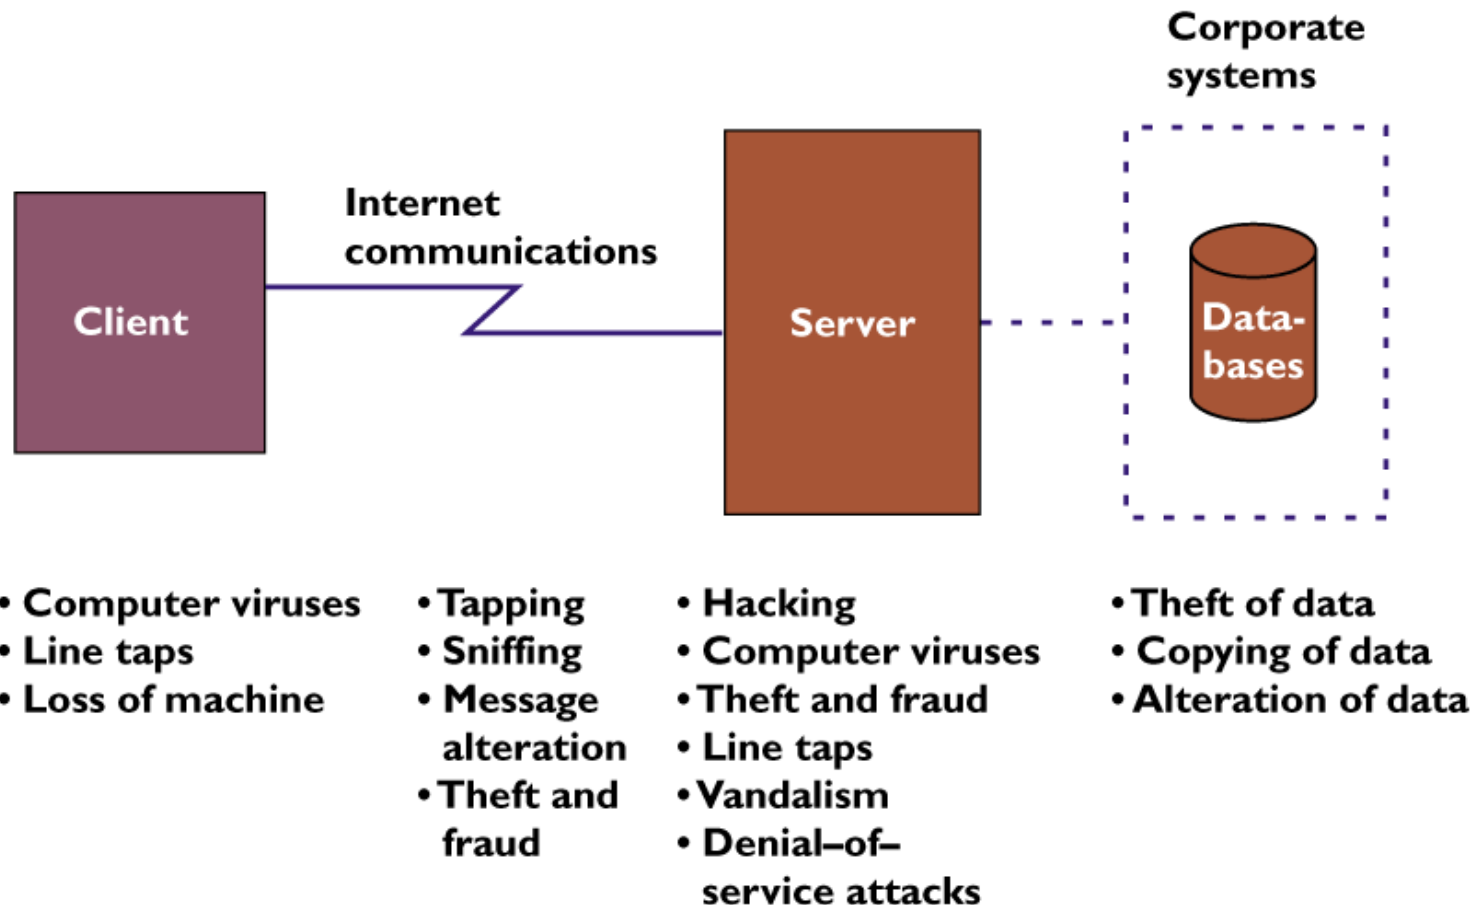 Corporate
systems
Internet
communications
Client
Server
Data-
bases
• Computer viruses
• Line taps
• Loss of machine
• Tapping
• Sniffing
• Message
alteration
• Theft and
fraud
• Hacking
• Computer viruses
• Theft and fraud
• Line taps
• Vandalism
• Denial–of–
service attacks
• Theft of data
• Copying of data
• Alteration of data